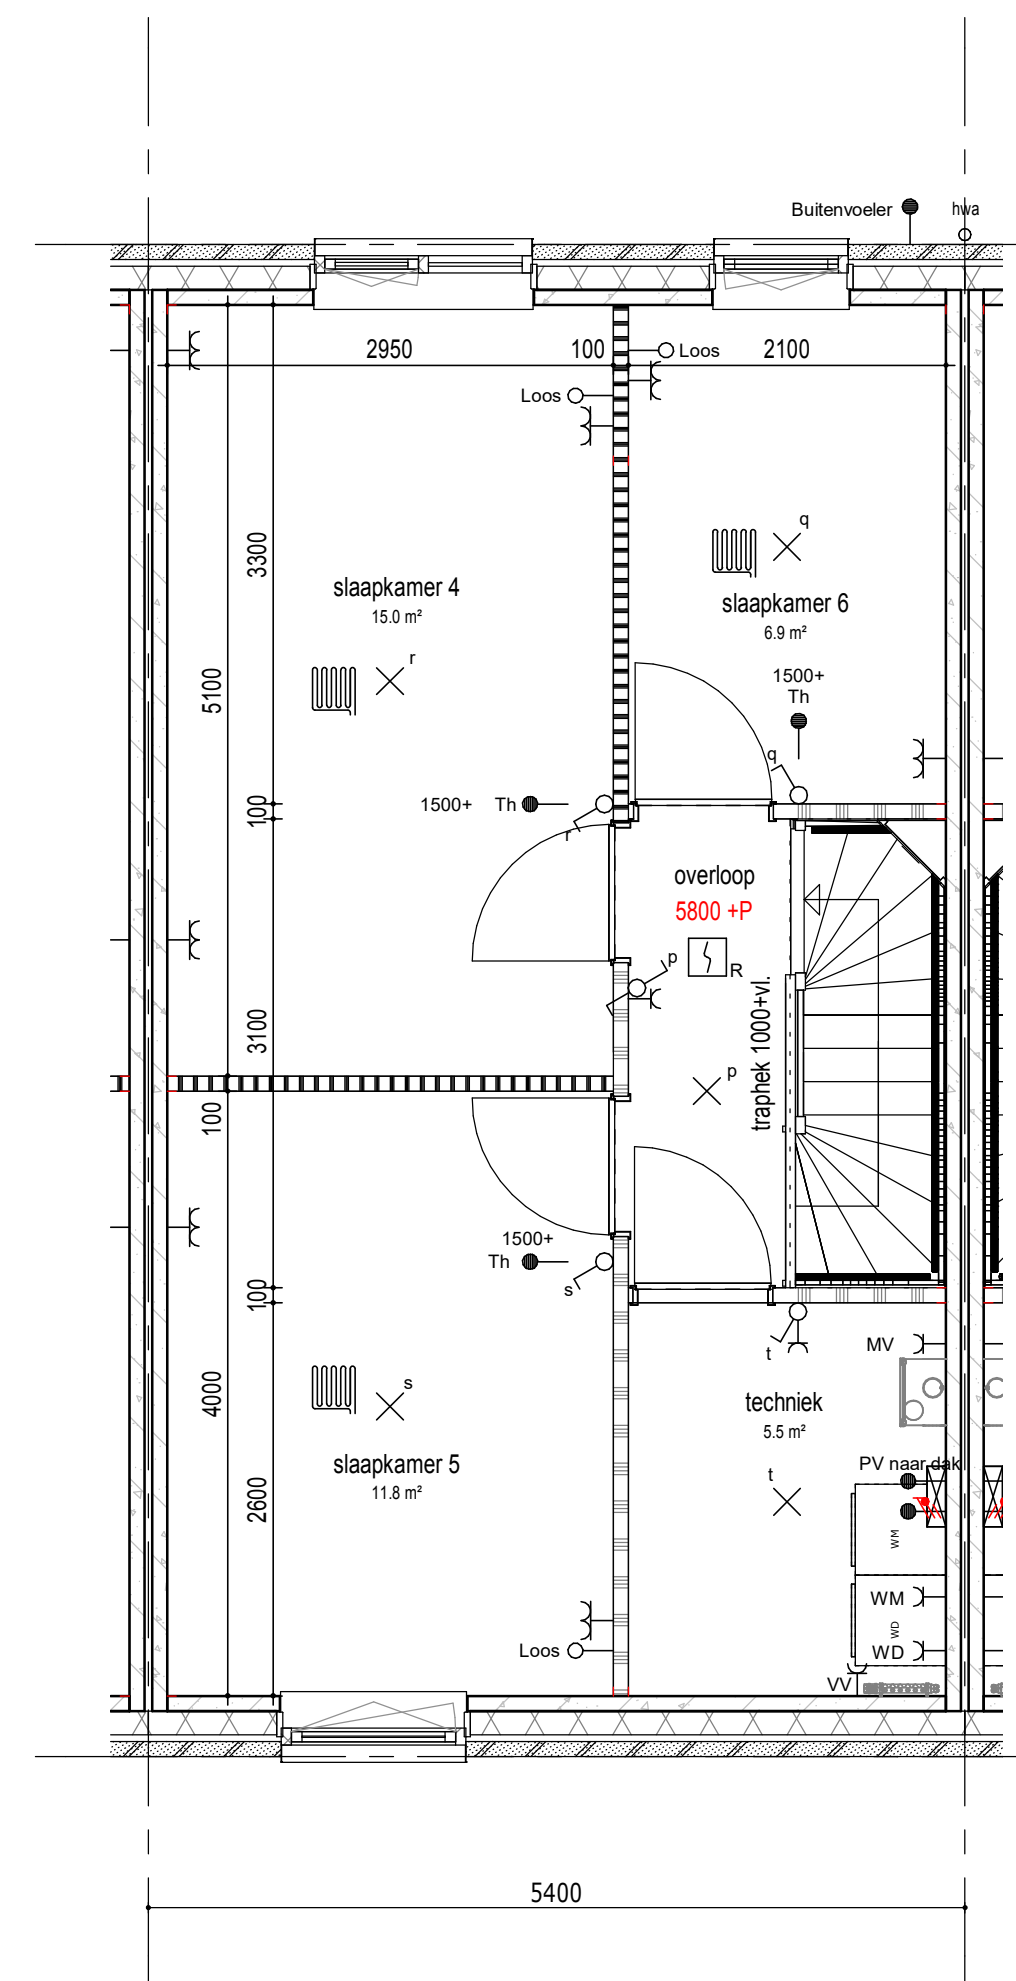 Buitenvoeler
hwa
2950
100
Loos
2100
Loos
3300
q
slaapkamer 4
15.0 m²
slaapkamer 6
6.9 m²
r
5100
1500+
Th
q
100
1500+
Th
r
overloop
5800 +P
p
R
traphek 1000+vl.
3100
p
100
1500+
Th
s
100
t
MV
4000
s
techniek
5.5 m²
slaapkamer 5
11.8 m²
PV naar dak
t
2600
WM
WM
WD
Loos
WD
VV
5400